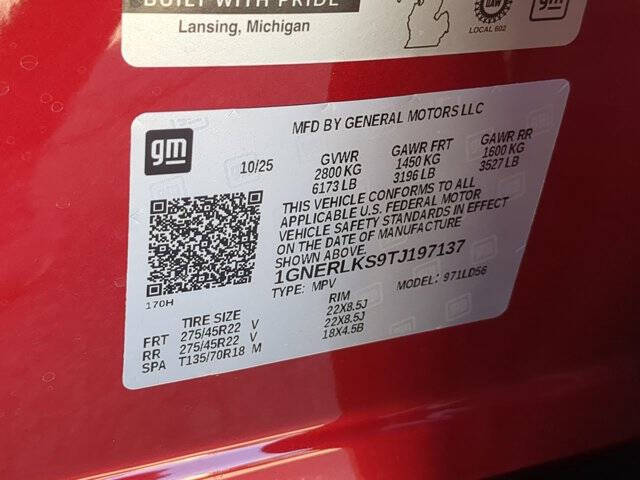 BUILT WITH PRIDE
Lansing, Michigan
UAW
LOCAL 602
gm
gm
MFD BY GENERAL MOTORS LLC
10/25
GVWR GAWR FRT GAWR RR
2800 KG 1450 KG 1600 KG
6173 LB 3196 LB 3527 LB
THIS VEHICLE CONFORMS TO ALL
APPLICABLE U.S. FEDERAL MOTOR
VEHICLE SAFETY STANDARDS IN EFFECT
ON THE DATE OF MANUFACTURE
1GNERLKS9TJ197137
170H
TYPE: MPV MODEL: 971LD56
TIRE SIZE RIM
FRT 275/45R22 V 22X8.5J
RR 275/45R22 V 22X8.5J
SPA T135/70R18 M 18X4.5B